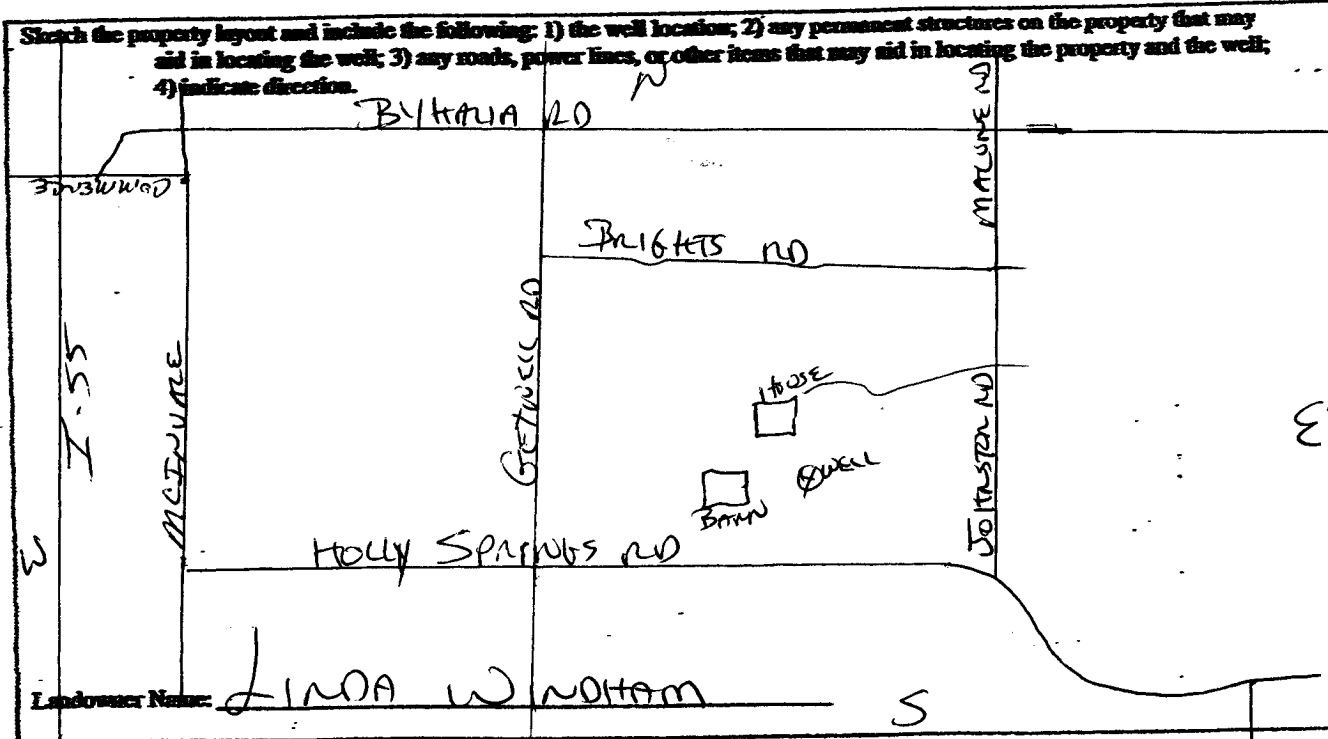 Sketch the property layout and include the following: 1) the well location; 2) any permanent structures on the property that may
aid in locating the well; 3) any roads, power lines, or other items that may aid in locating the property and the well;
4) indicate direction.
N
BYHALIA RD
MALONE RD
BRIGHTS RD
I-55
MCINVALE
GETWELL RD
HOUSE
WELL
BARN
JOHNSTON RD
E
W
HOLLY SPRINGS RD
Landowner Name: LINDA WINDHAM
S